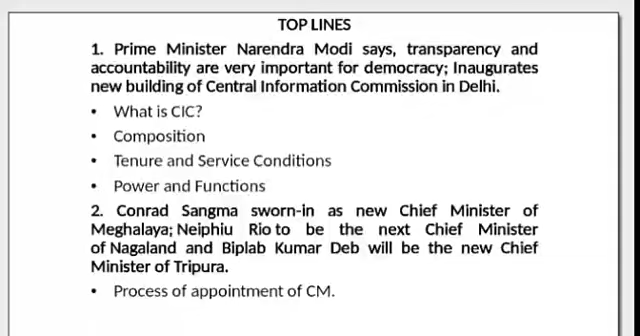 TOP LINES
1. Prime Minister Narendra Modi says, transparency and
accountability are very important for democracy; Inaugurates
new building of Central Information Commission in Delhi.
• What is CIC?
• Composition
• Tenure and Service Conditions
• Power and Functions
2. Conrad Sangma sworn-in as new Chief Minister of
Meghalaya; Neiphiu Rio to be the next Chief Minister
of Nagaland and Biplab Kumar Deb will be the new Chief
Minister of Tripura.
• Process of appointment of CM.